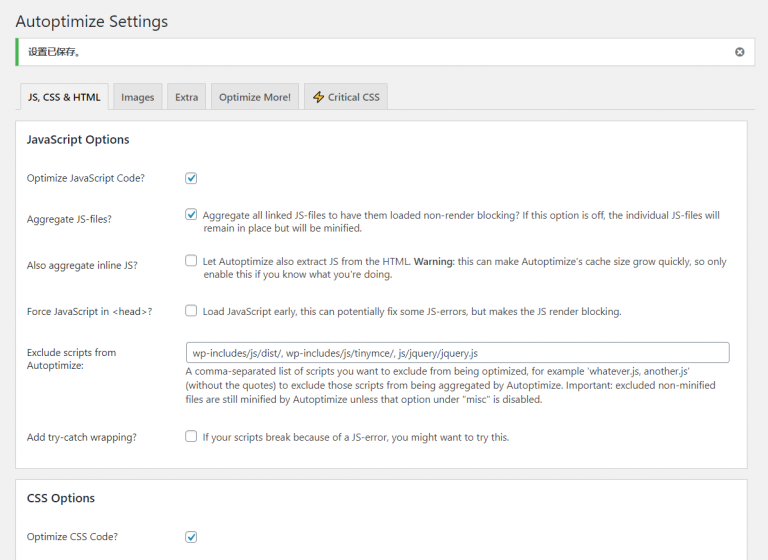 Autoptimize Settings
设置已保存。
JS, CSS & HTML
Images
Extra
Optimize More!
Critical CSS
JavaScript Options
Optimize JavaScript Code?
Aggregate JS-files?
Aggregate all linked JS-files to have them loaded non-render blocking? If this option is off, the individual JS-files will
remain in place but will be minified.
Also aggregate inline JS?
Let Autoptimize also extract JS from the HTML. Warning: this can make Autoptimize's cache size grow quickly, so only
enable this if you know what you're doing.
Force JavaScript in <head>?
Load JavaScript early, this can potentially fix some JS-errors, but makes the JS render blocking.
Exclude scripts from
Autoptimize:
wp-includes/js/dist/, wp-includes/js/tinymce/, js/jquery/jquery.js
A comma-separated list of scripts you want to exclude from being optimized, for example 'whatever.js, another.js'
(without the quotes) to exclude those scripts from being aggregated by Autoptimize. Important: excluded non-minified
files are still minified by Autoptimize unless that option under "misc" is disabled.
Add try-catch wrapping?
If your scripts break because of a JS-error, you might want to try this.
CSS Options
Optimize CSS Code?